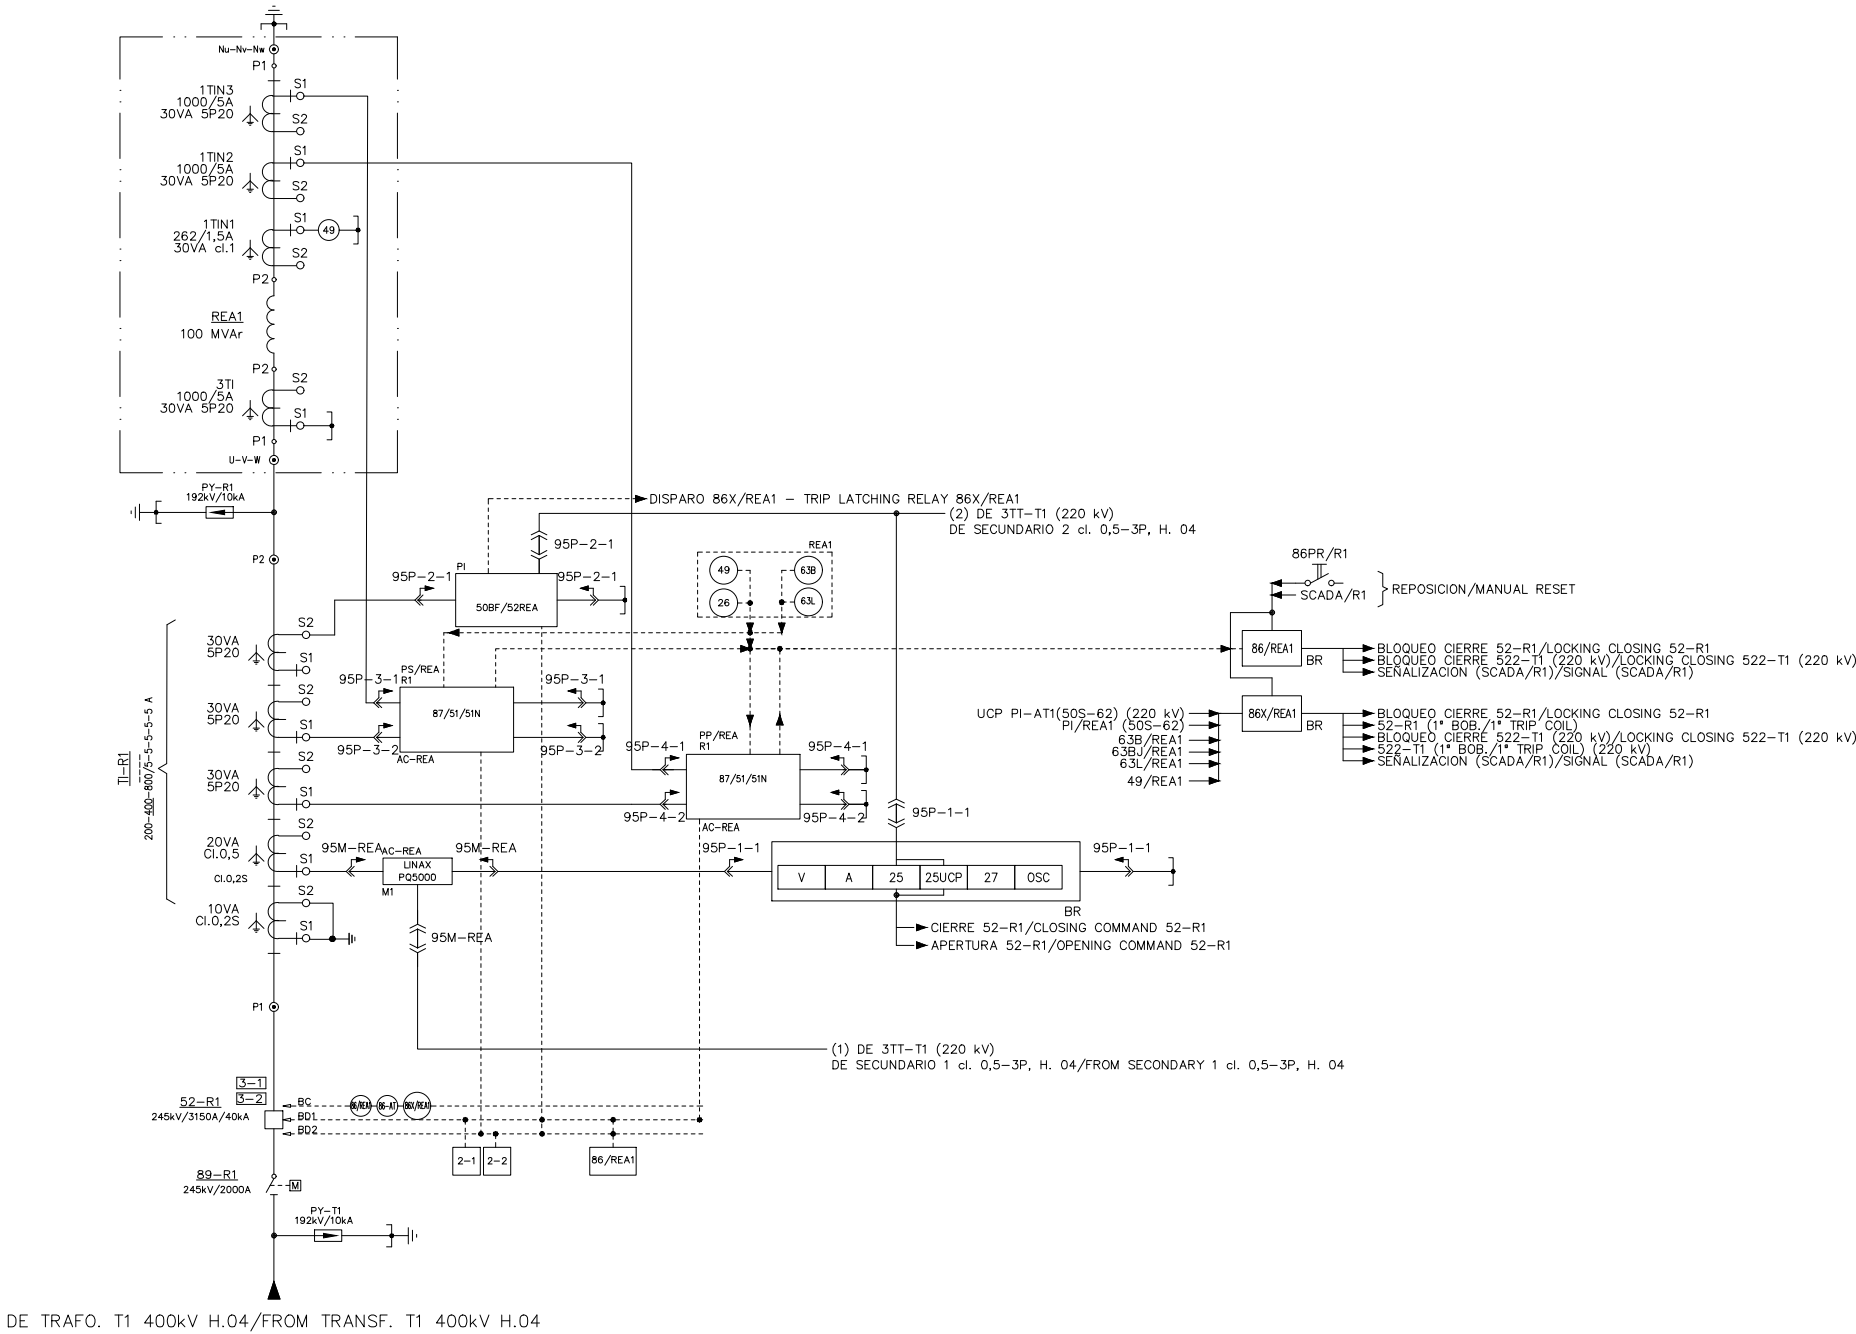 Nu-Nv-Nw
P1
1TIN3
1000/5A
30VA 5P20
S1
S2
1TIN2
1000/5A
30VA 5P20
S1
S2
1TIN1
262/1,5A
30VA cl.1
S1
49
S2
P2
REA1
100 MVAr
P2
3TI
1000/5A
30VA 5P20
S2
S1
P1
U-V-W
PY-R1
192kV/10kA
P2
DISPARO 86X/REA1 - TRIP LATCHING RELAY 86X/REA1
(2) DE 3TT-T1 (220 kV)
DE SECUNDARIO 2 cl. 0,5-3P, H. 04
95P-2-1
PI
95P-2-1
95P-2-1
50BF/52REA
REA1
49
63B
26
63L
86PR/R1
SCADA/R1
REPOSICION/MANUAL RESET
86/REA1
BR
BLOQUEO CIERRE 52-R1/LOCKING CLOSING 52-R1
BLOQUEO CIERRE 522-T1 (220 kV)/LOCKING CLOSING 522-T1 (220 kV)
SEÑALIZACION (SCADA/R1)/SIGNAL (SCADA/R1)
UCP PI-AT1(50S-62) (220 kV)
PI/REA1 (50S-62)
63B/REA1
63BJ/REA1
63L/REA1
49/REA1
86X/REA1
BR
BLOQUEO CIERRE 52-R1/LOCKING CLOSING 52-R1
52-R1 (1ª BOB./1ª TRIP COIL)
BLOQUEO CIERRE 522-T1 (220 kV)/LOCKING CLOSING 522-T1 (220 kV)
522-T1 (1ª BOB./1ª TRIP COIL) (220 kV)
SEÑALIZACION (SCADA/R1)/SIGNAL (SCADA/R1)
TI-R1
200-400-800/5-5-5-5-5 A
30VA
5P20
S2
S1
30VA
5P20
S2
S1
30VA
5P20
S2
S1
20VA
Cl.0,5
Cl.0,2S
S2
S1
10VA
Cl.0,2S
S2
S1
PS/REA
R1
95P-3-1
95P-3-1
87/51/51N
95P-3-2
95P-3-2
AC-REA
PP/REA
R1
95P-4-1
95P-4-1
87/51/51N
95P-4-2
95P-4-2
AC-REA
95M-REA
AC-REA
95M-REA
LINAX
PQ5000
M1
95M-REA
95P-1-1
95P-1-1
95P-1-1
V
A
25
25UCP
27
OSC
BR
CIERRE 52-R1/CLOSING COMMAND 52-R1
APERTURA 52-R1/OPENING COMMAND 52-R1
P1
(1) DE 3TT-T1 (220 kV)
DE SECUNDARIO 1 cl. 0,5-3P, H. 04/FROM SECONDARY 1 cl. 0,5-3P, H. 04
3-1
3-2
52-R1
245kV/3150A/40kA
BC
86/REA1
86-AT
86X/REA1
BD1
BD2
2-1
2-2
86/REA1
89-R1
245kV/2000A
M
PY-T1
192kV/10kA
DE TRAFO. T1 400kV H.04/FROM TRANSF. T1 400kV H.04